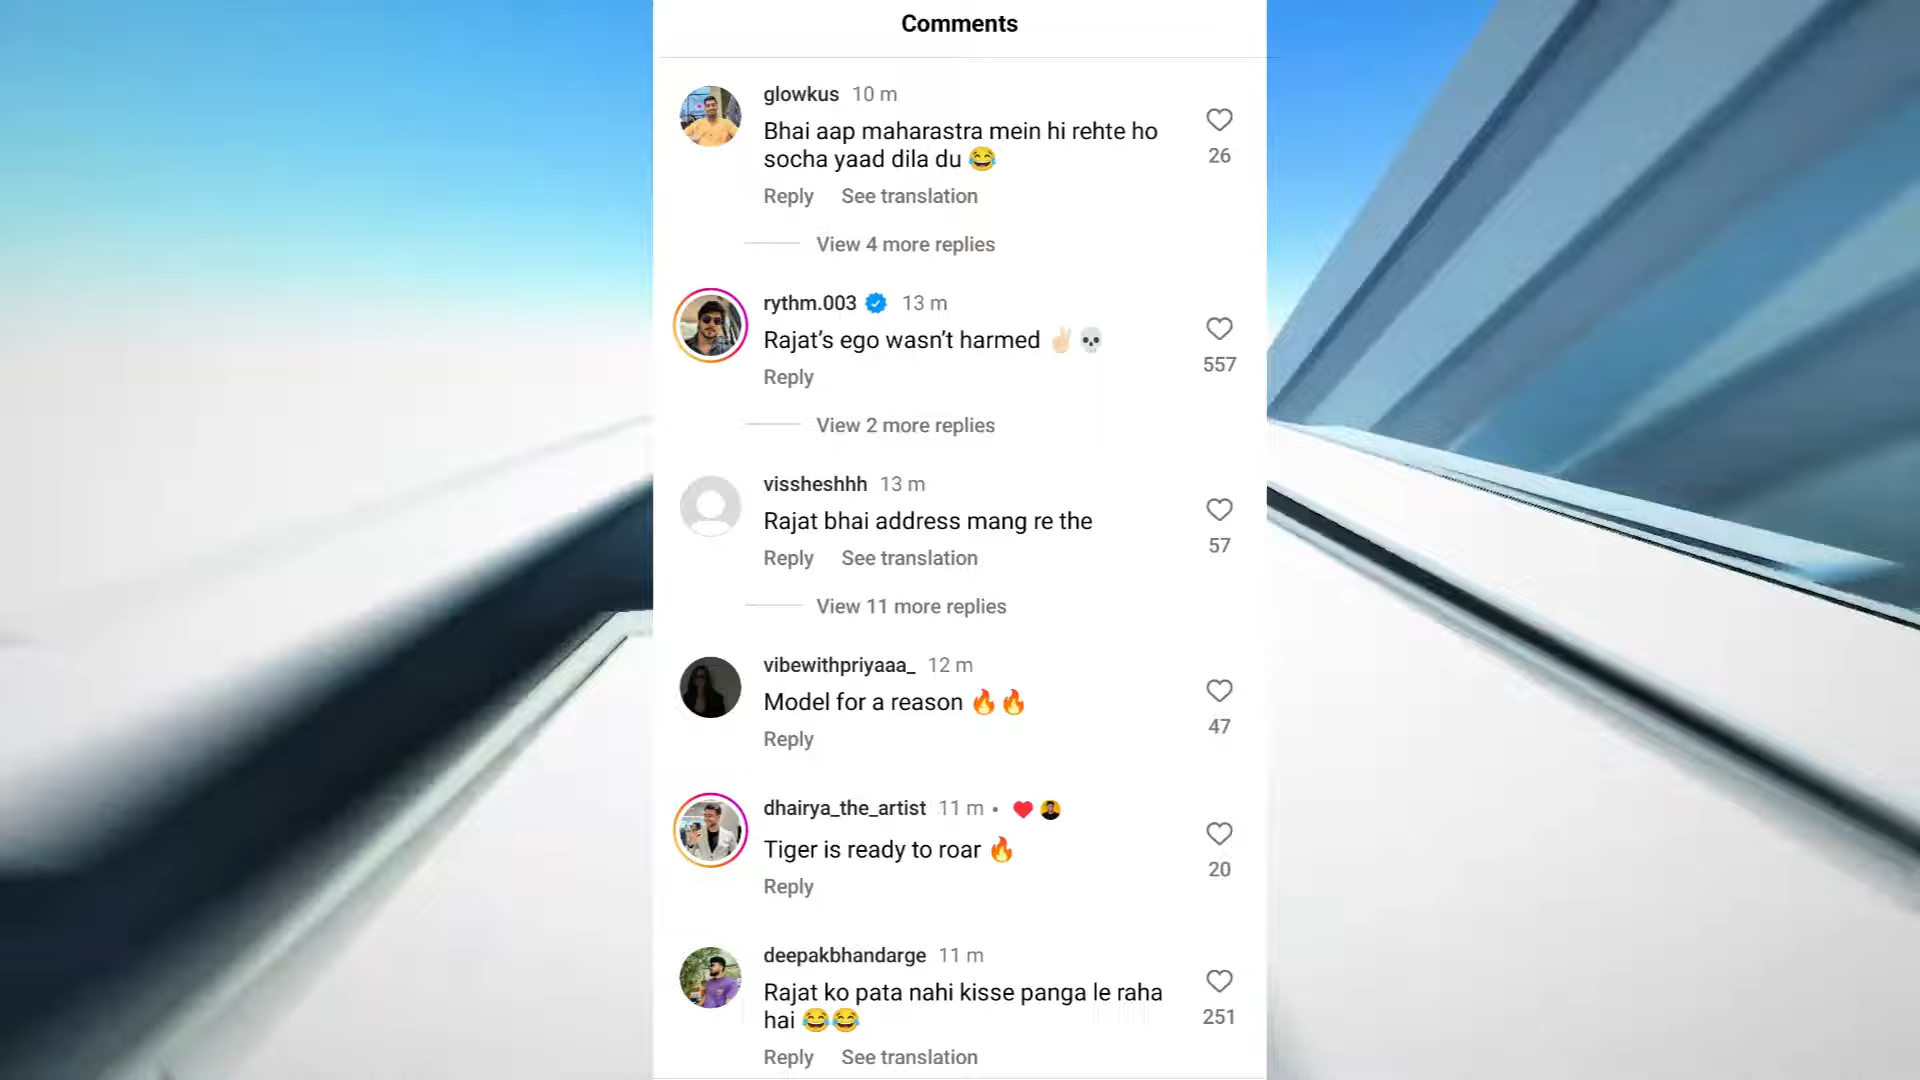 Comments
glowkus 10 m
Bhai aap maharastra mein hi rehte ho
socha yaad dila du 😂
26
Reply See translation
View 4 more replies
rythm.003 13 m
Rajat's ego wasn't harmed ✌🏻💀
557
Reply
View 2 more replies
vissheshhh 13 m
Rajat bhai address mang re the
57
Reply See translation
View 11 more replies
vibewithpriyaaa_ 12 m
Model for a reason 🔥🔥
47
Reply
dhairya_the_artist 11 m • ❤️
Tiger is ready to roar 🔥
20
Reply
deepakbhandarge 11 m
Rajat ko pata nahi kisse panga le raha
hai 😂😂
251
Reply See translation